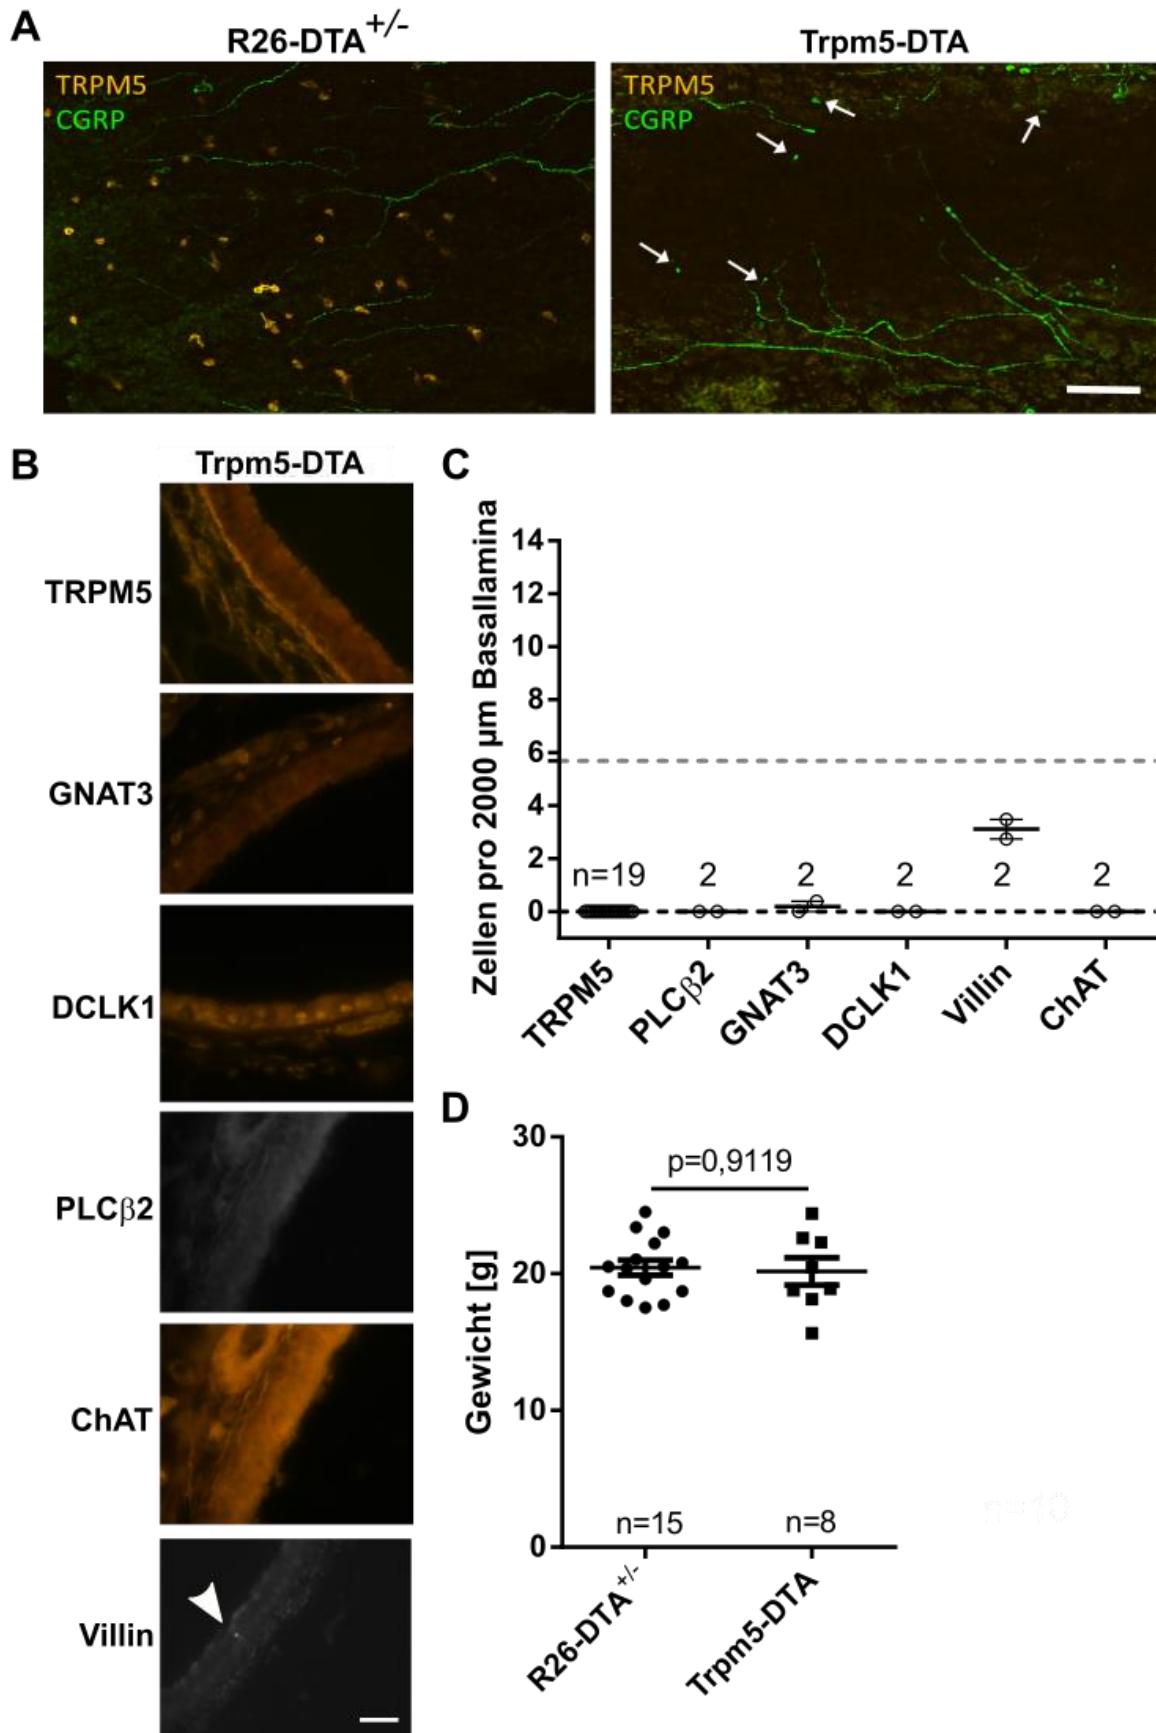 A
R26-DTA+/-
Trpm5-DTA
TRPM5
CGRP
TRPM5
CGRP
B
Trpm5-DTA
TRPM5
GNAT3
DCLK1
PLCβ2
ChAT
Villin
C
Zellen pro 2000 µm Basallamina
14
12
10
8
6
4
2
0
n=19
2
2
2
2
2
TRPM5
PLCβ2
GNAT3
DCLK1
Villin
ChAT
D
Gewicht [g]
30
20
10
0
p=0,9119
n=15
n=8
n=10
R26-DTA+/-
Trpm5-DTA